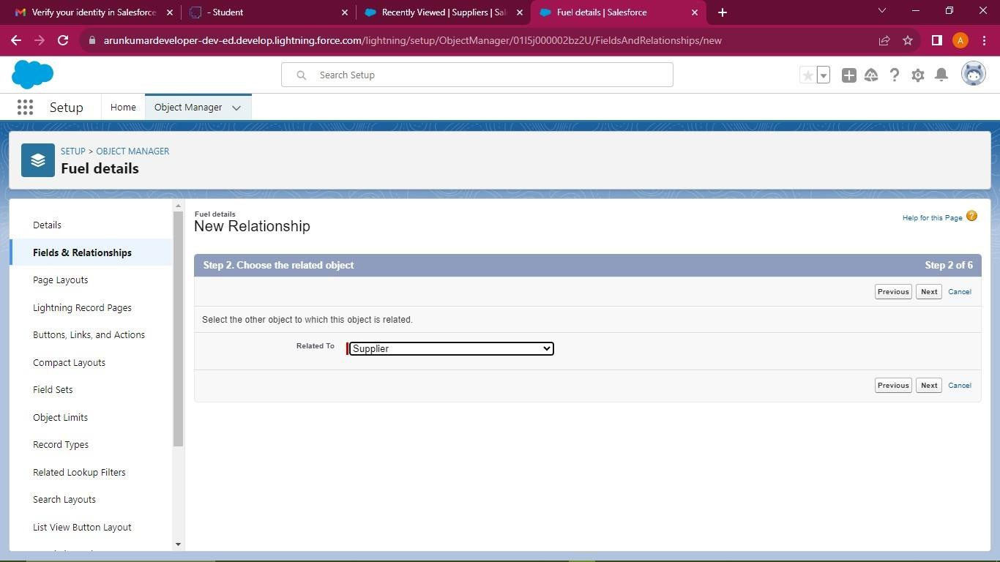 Verify your identity in Salesforce
- Student
Recently Viewed | Suppliers | Sal
Fuel details | Salesforce
arunkumardeveloper-dev-ed.develop.lightning.force.com/lightning/setup/ObjectManager/01I5j000002bz2U/FieldsAndRelationships/new
A
Search Setup
Setup
Home
Object Manager
SETUP > OBJECT MANAGER
Fuel details
Details
Fields & Relationships
Page Layouts
Lightning Record Pages
Buttons, Links, and Actions
Compact Layouts
Field Sets
Object Limits
Record Types
Related Lookup Filters
Search Layouts
List View Button Layout
Fuel details
New Relationship
Help for this Page
Step 2. Choose the related object
Step 2 of 6
Previous Next Cancel
Select the other object to which this object is related.
Related To
Supplier
Previous Next Cancel